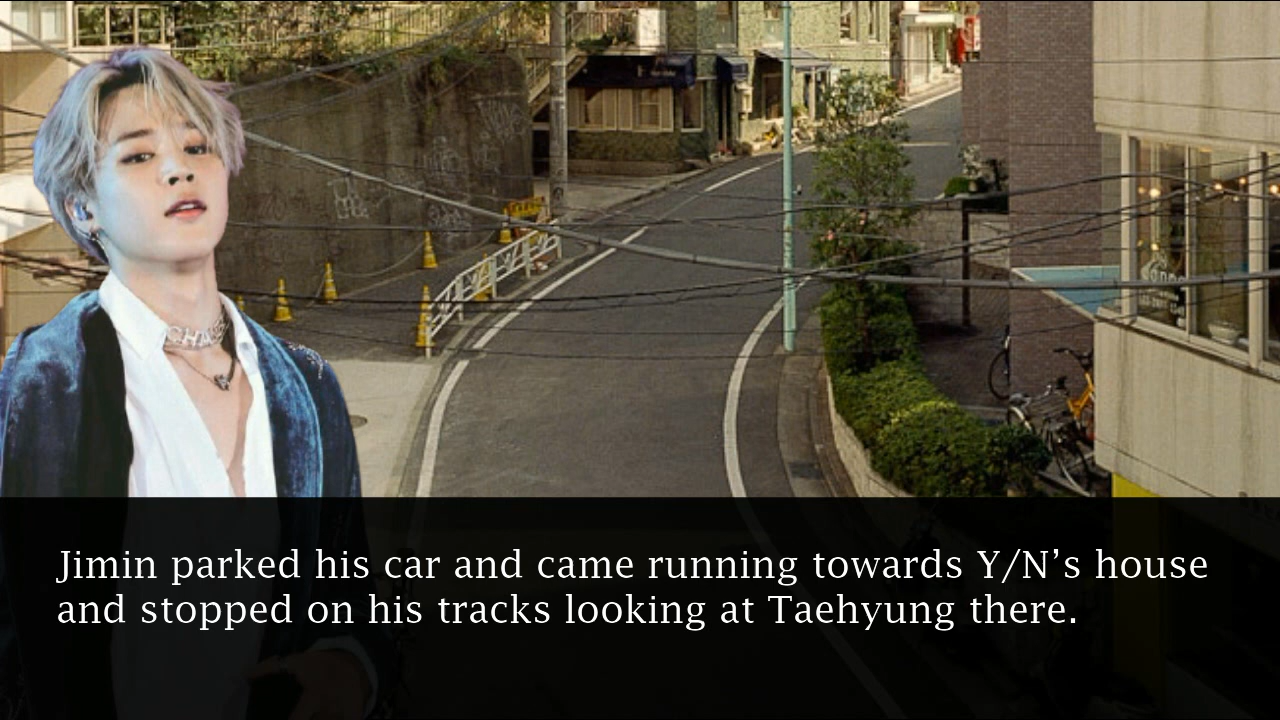 Jimin parked his car and came running towards Y/N’s house
and stopped on his tracks looking at Taehyung there.